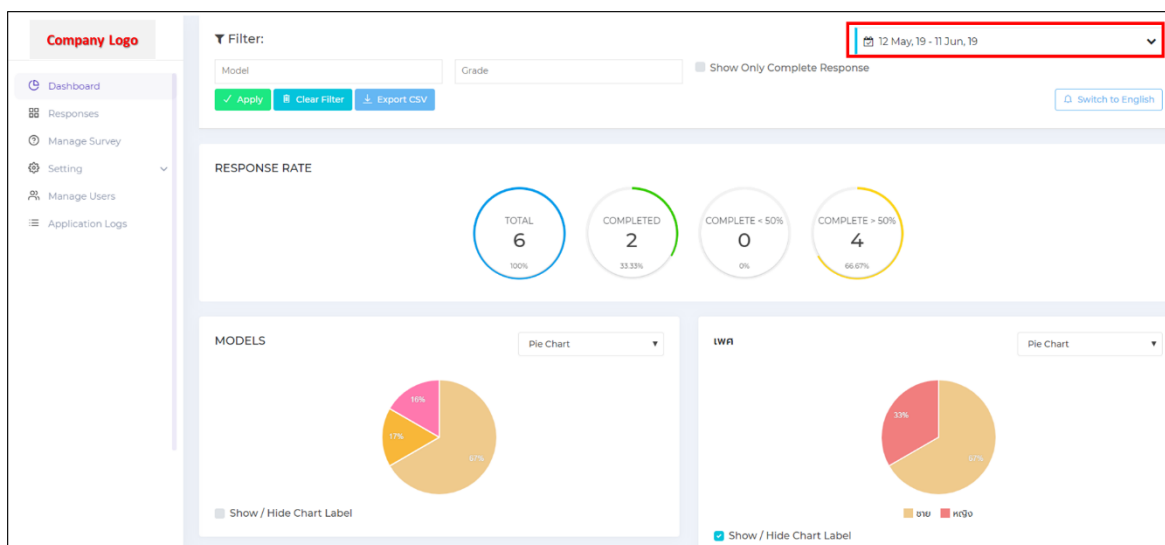 Company Logo
Dashboard
Responses
Manage Survey
Setting
Manage Users
Application Logs
Filter:
12 May, 19 - 11 Jun, 19
Model
Grade
Show Only Complete Response
Apply
Clear Filter
Export CSV
Switch to English
RESPONSE RATE
TOTAL
6
100%
COMPLETED
2
33.33%
COMPLETE < 50%
0
0%
COMPLETE > 50%
4
66.67%
MODELS
Pie Chart
16%
17%
67%
Show / Hide Chart Label
เพศ
Pie Chart
33%
67%
ชาย หญิง
Show / Hide Chart Label